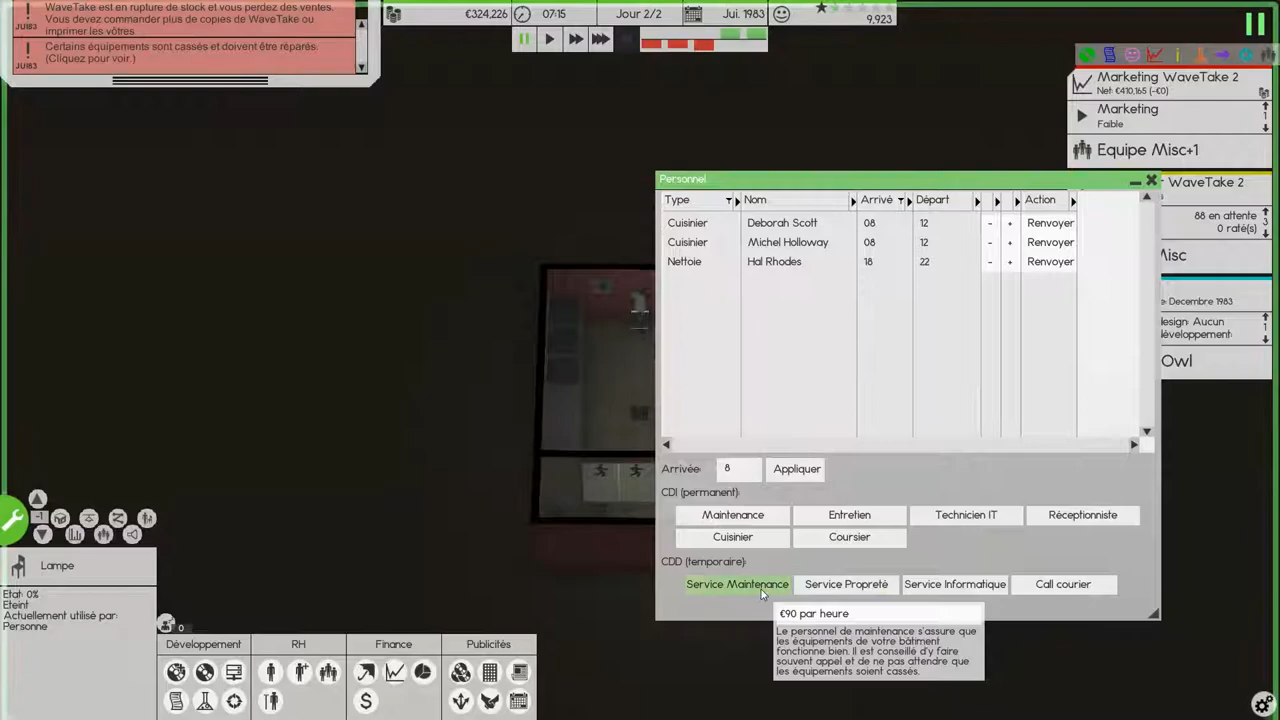 WaveTake est en rupture de stock et vous perdez des ventes.
Vous devez commander plus de copies de WaveTake ou
imprimer les vôtres
JUI83
Certains équipements sont cassés et doivent être réparés.
(Cliquez pour voir.)
JUI83
€324,226
07:15
Jour 2/2
Jui. 1983
9,923
Marketing WaveTake 2
Net: €410,165 (-€0)
Marketing
Faible
1
Equipe Misc+1
WaveTake 2
88 en attente
0 raté(s)
3
Misc
e: Decembre 1983
design: Aucun
développement:
1
Owl
Personnel
Type
Nom
Arrivé
Départ
Action
Cuisinier
Deborah Scott
08
12
-
+
Renvoyer
Cuisinier
Michel Holloway
08
12
-
+
Renvoyer
Nettoie
Hal Rhodes
18
22
-
+
Renvoyer
Arrivée:
8
Appliquer
CDI (permanent):
Maintenance
Entretien
Technicien IT
Réceptionniste
Cuisinier
Coursier
CDD (temporaire):
Service Maintenance
Service Propreté
Service Informatique
Call courier
€90 par heure
Le personnel de maintenance s'assure que
les équipements de votre bâtiment
fonctionne bien. Il est conseillé d'y faire
souvent appel et de ne pas attendre que
les équipements soient cassés.
-1
Lampe
Etat: 0%
Eteint
Actuellement utilisé par:
Personne
0
Développement
RH
Finance
Publicités